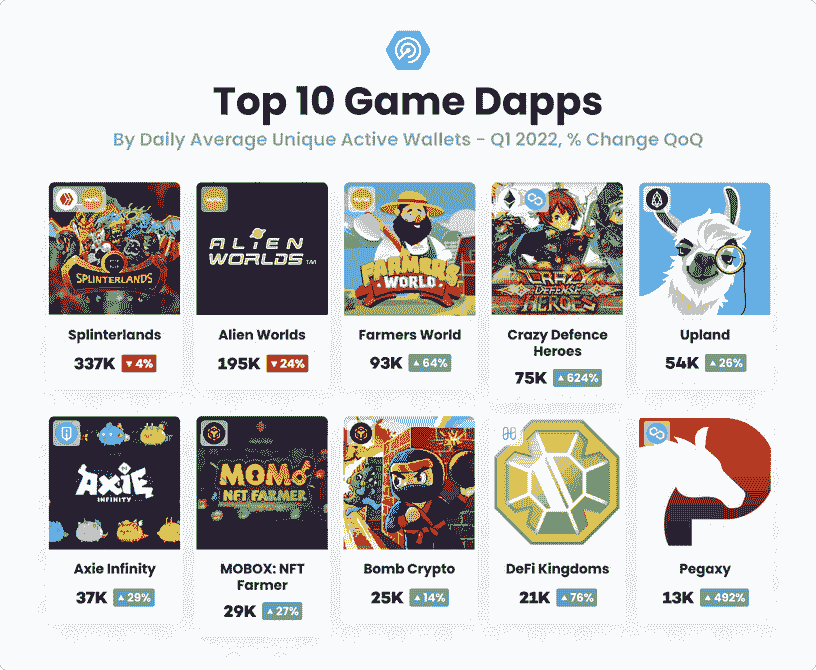 Top 10 Game Dapps
By Daily Average Unique Active Wallets - Q1 2022, % Change QoQ
SPLINTERLANDS
Splinterlands
337K ▼ 4%
ALIEN
WORLDS™
Alien Worlds
195K ▼ 24%
FARMERS
WORLD
Farmers World
93K ▲ 64%
CRAZY
DEFENSE
HEROES
Crazy Defence
Heroes
75K ▲ 624%
Upland
54K ▲ 26%
AXIE
INFINITY
Axie Infinity
37K ▲ 29%
MOMO
NFT FARMER
MOBOX: NFT
Farmer
29K ▲ 27%
Bomb Crypto
25K ▲ 14%
DeFi Kingdoms
21K ▲ 76%
Pegaxy
13K ▲ 492%